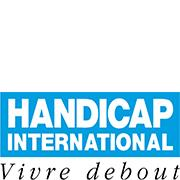 HANDICAP
INTERNATIONAL
Vivre debout